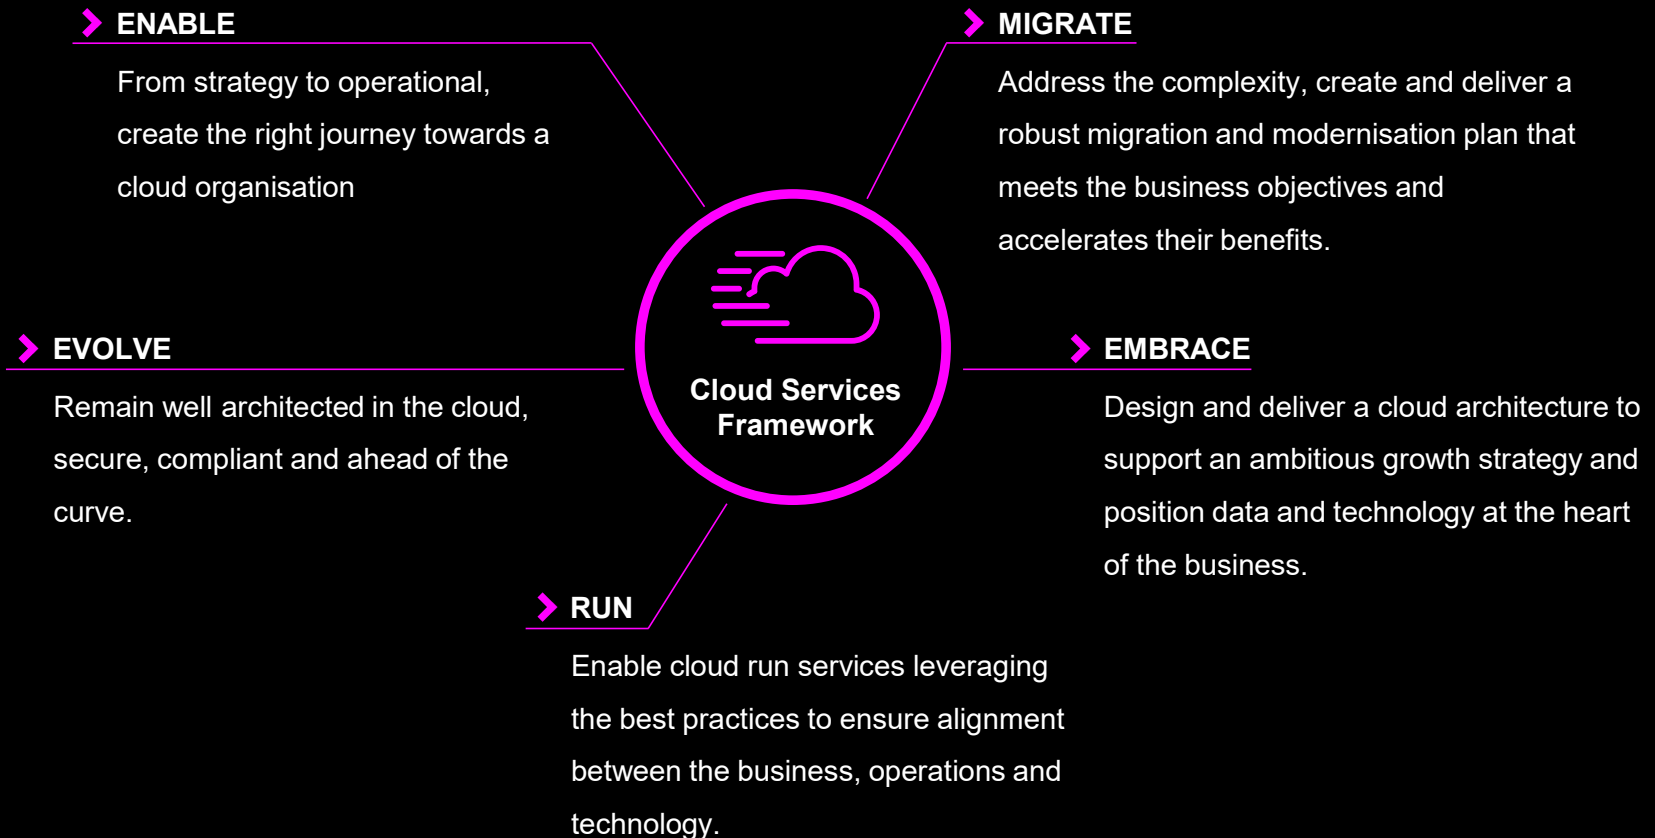 ENABLE
From strategy to operational,
create the right journey towards a
cloud organisation
MIGRATE
Address the complexity, create and deliver a
robust migration and modernisation plan that
meets the business objectives and
accelerates their benefits.
Cloud Services
Framework
EVOLVE
Remain well architected in the cloud,
secure, compliant and ahead of the
curve.
EMBRACE
Design and deliver a cloud architecture to
support an ambitious growth strategy and
position data and technology at the heart
of the business.
RUN
Enable cloud run services leveraging
the best practices to ensure alignment
between the business, operations and
technology.